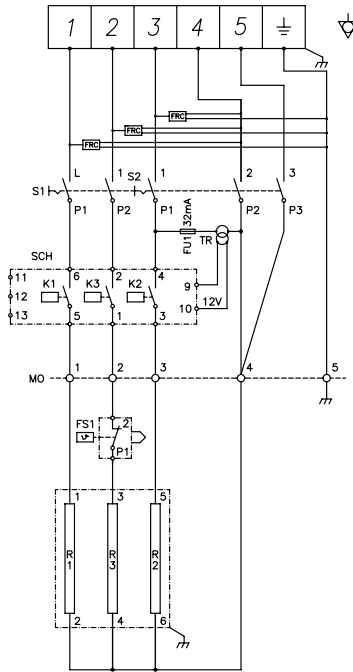 1 2 3 4 5
FRC
FRC
FRC
S1 L 1 S2 1 2 3
P1 P2 P1 P2 P3
FU1 32mA TR
SCH
6 2 4
11 12 13
K1 K3 K2
9
10 12V
5 1 3
MO 1 2 3 4 5
FS1 2
P1
1 3 5
R1 R3 R2
2 4 6